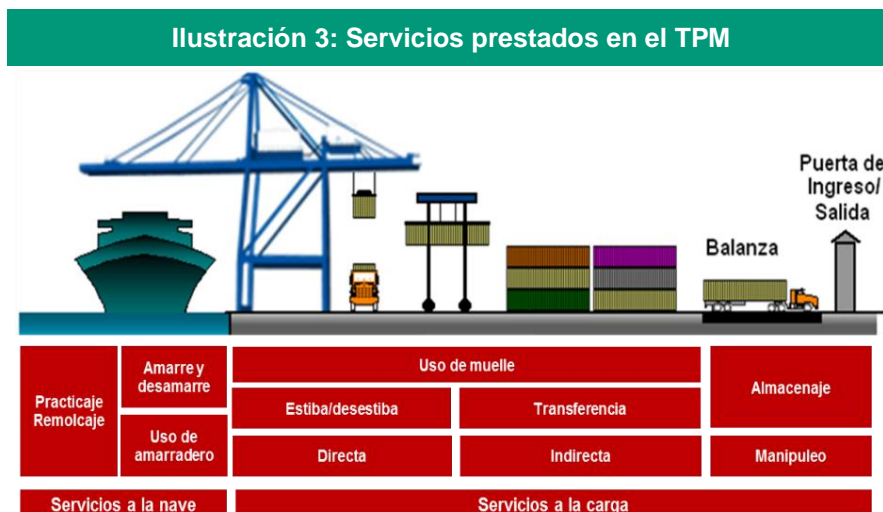 Ilustración 3: Servicios prestados en el TPM
Puerta de
Ingreso/
Salida
Balanza
Practicaje
Remolcaje
Amarre y
desamarre
Uso de
amarradero
Uso de muelle
Estiba/desestiba
Transferencia
Directa
Indirecta
Almacenaje
Manipuleo
Servicios a la nave
Servicios a la carga